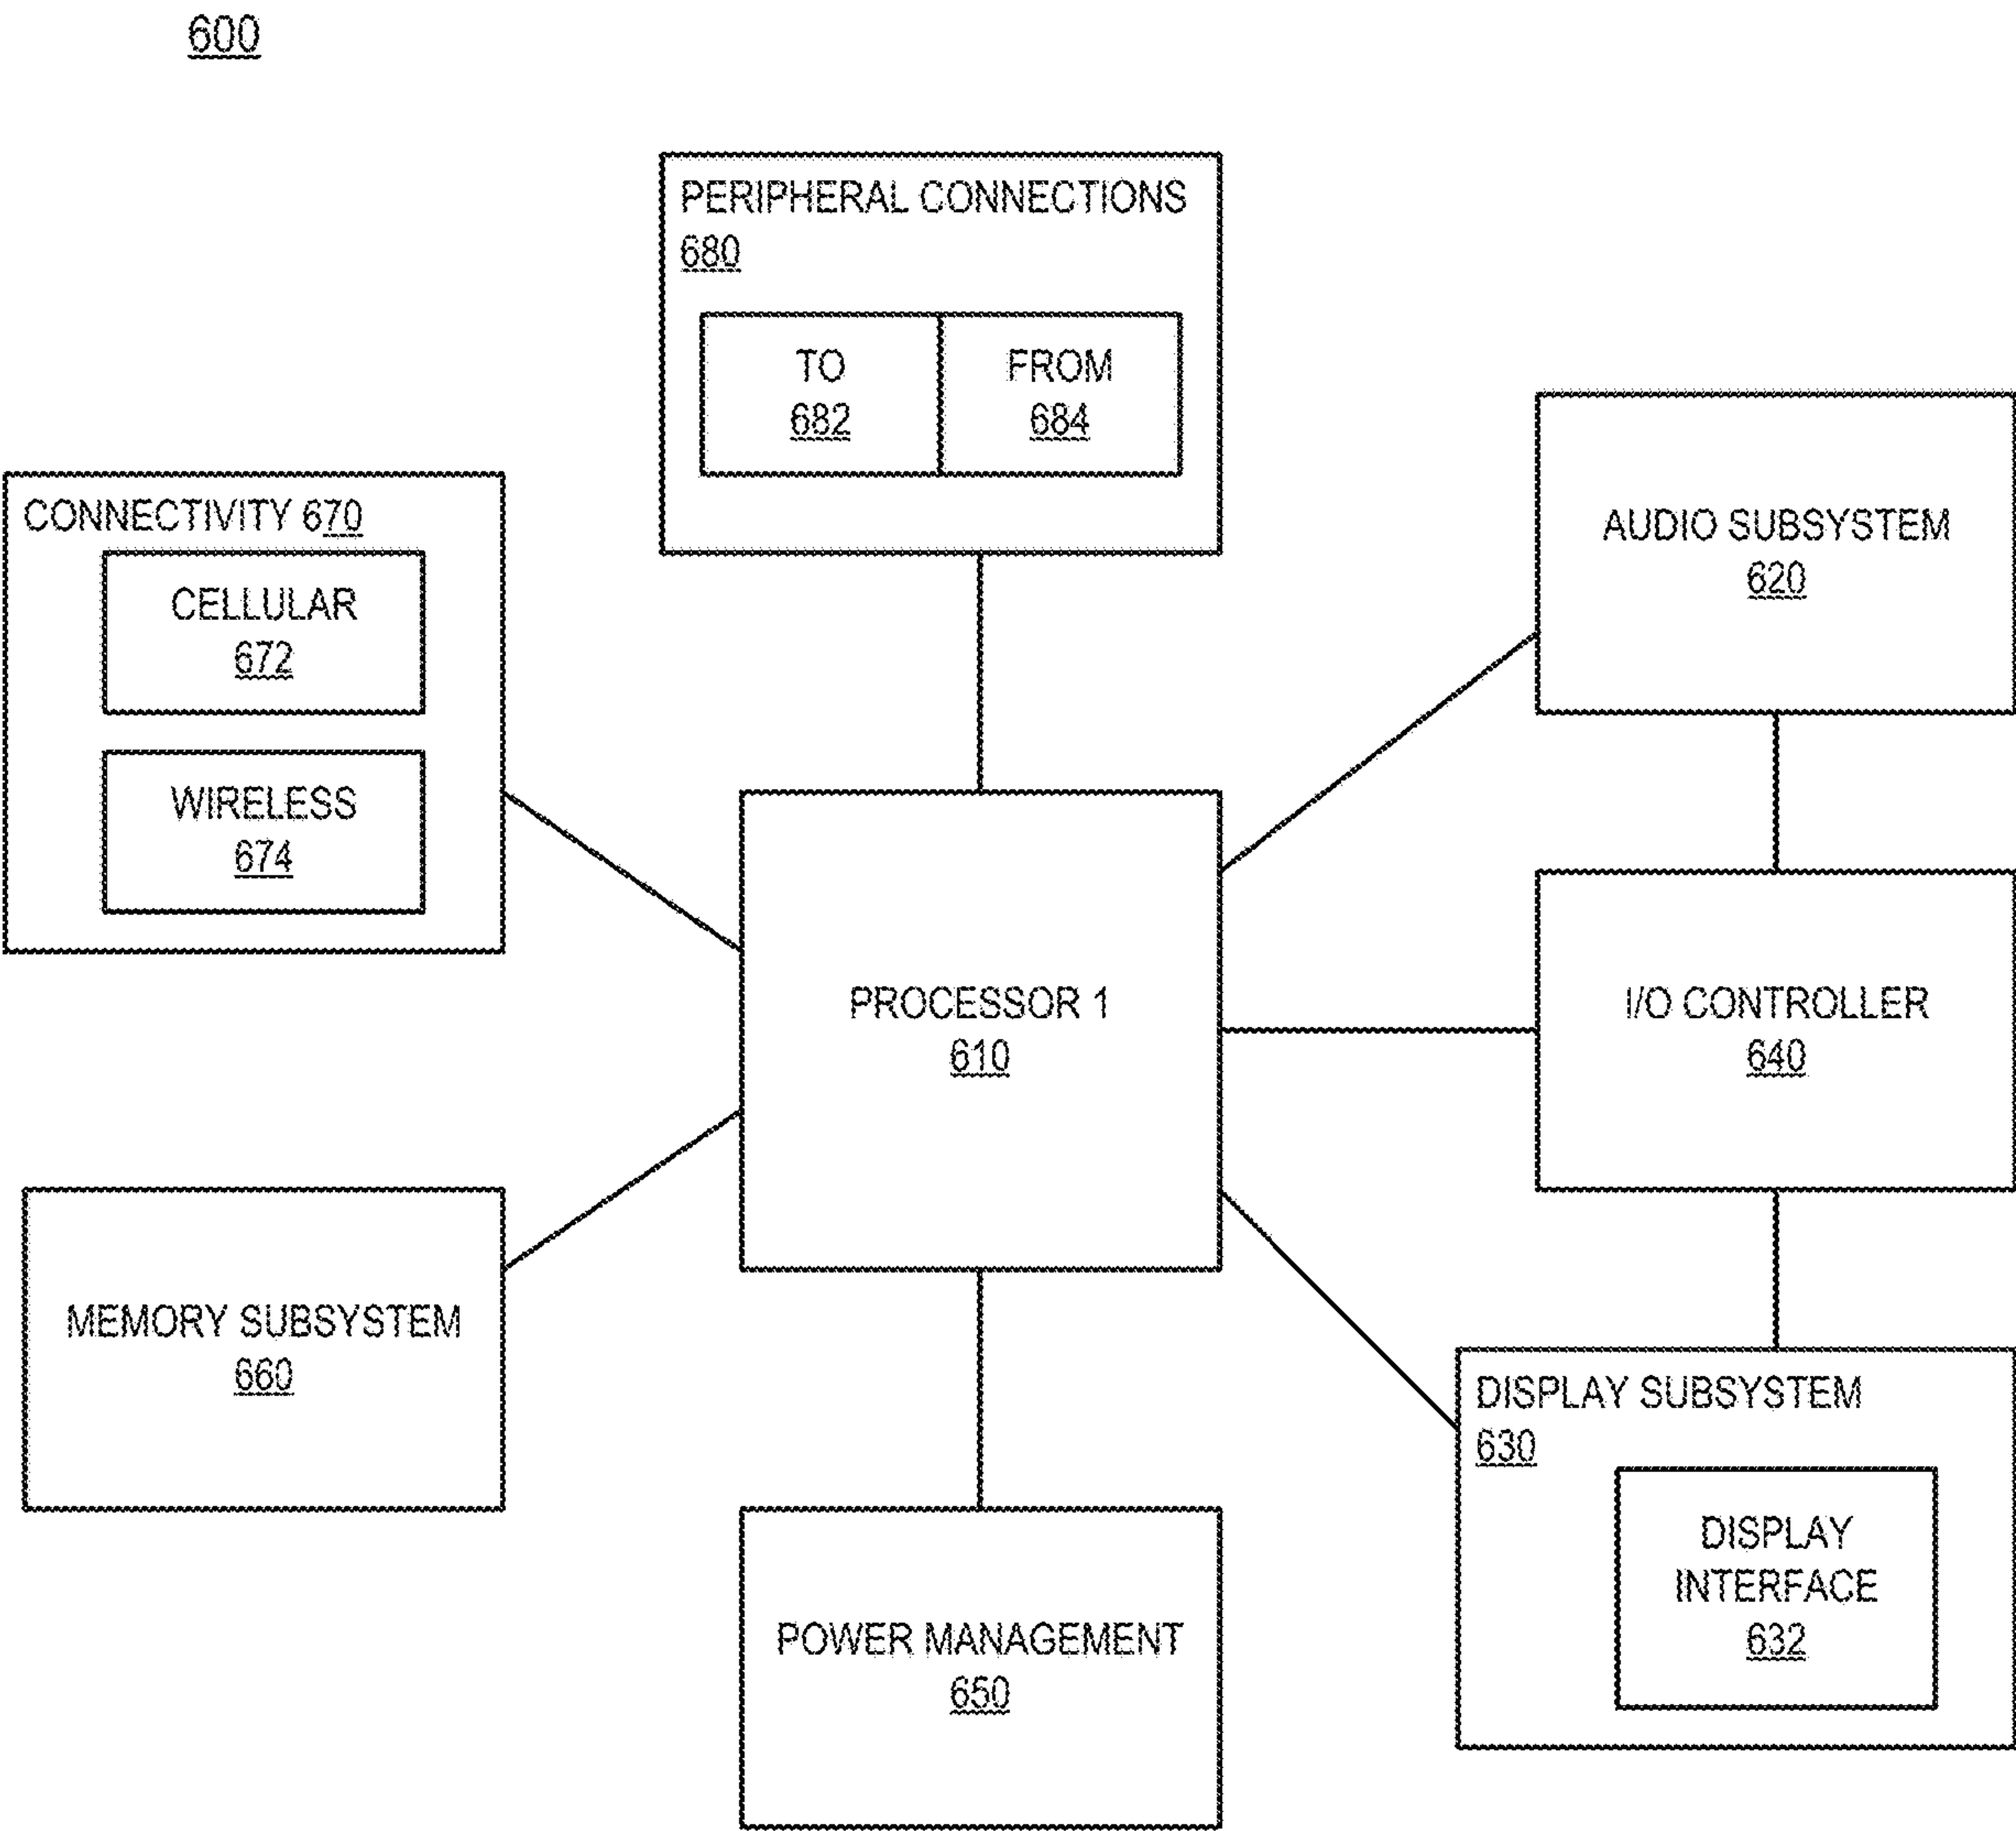 600
PERIPHERAL CONNECTIONS
680
TO
682
FROM
684
CONNECTIVITY 670
CELLULAR
672
WIRELESS
674
AUDIO SUBSYSTEM
620
PROCESSOR 1
610
I/O CONTROLLER
640
MEMORY SUBSYSTEM
660
DISPLAY SUBSYSTEM
630
DISPLAY
INTERFACE
632
POWER MANAGEMENT
650